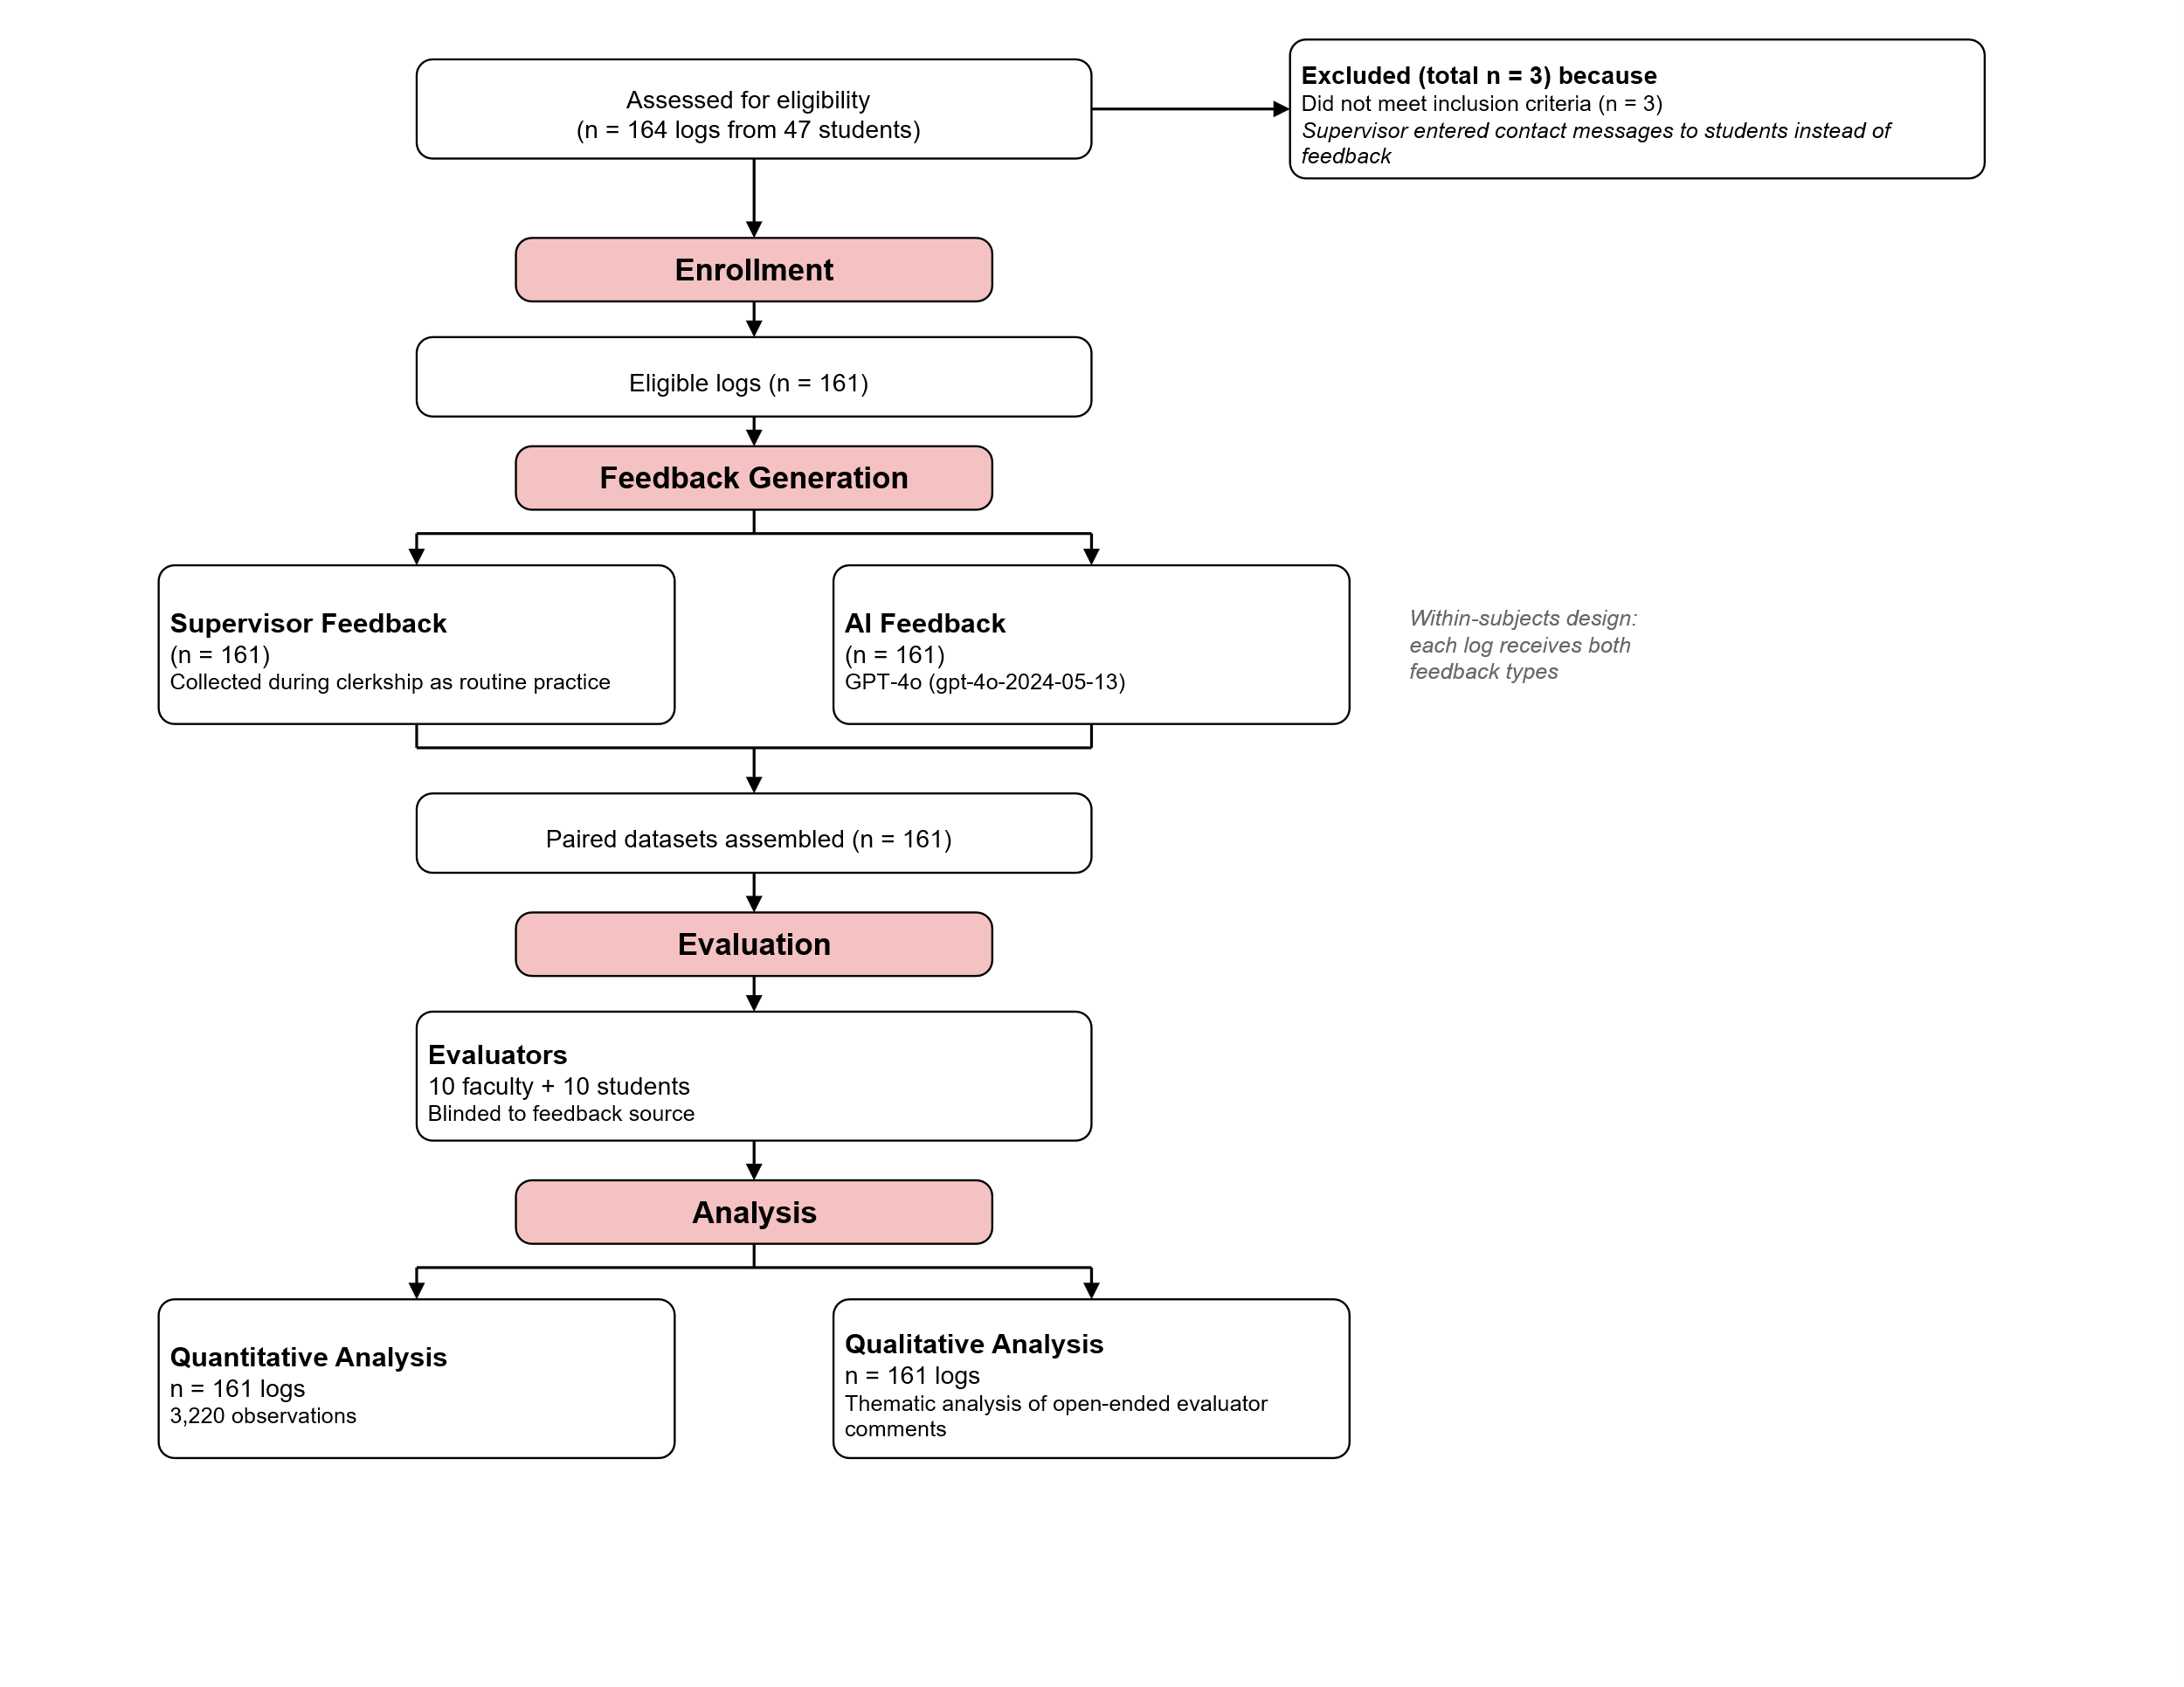 Assessed for eligibility
(n = 164 logs from 47 students)
Excluded (total n = 3) because
Did not meet inclusion criteria (n = 3)
Supervisor entered contact messages to students instead of
feedback
Enrollment
Eligible logs (n = 161)
Feedback Generation
Supervisor Feedback
(n = 161)
Collected during clerkship as routine practice
AI Feedback
(n = 161)
GPT-4o (gpt-4o-2024-05-13)
Within-subjects design:
each log receives both
feedback types
Paired datasets assembled (n = 161)
Evaluation
Evaluators
10 faculty + 10 students
Blinded to feedback source
Analysis
Quantitative Analysis
n = 161 logs
3,220 observations
Qualitative Analysis
n = 161 logs
Thematic analysis of open-ended evaluator
comments